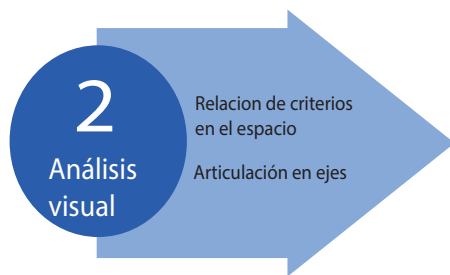 2
Análisis
visual
Relacion de criterios
en el espacio
Articulación en ejes